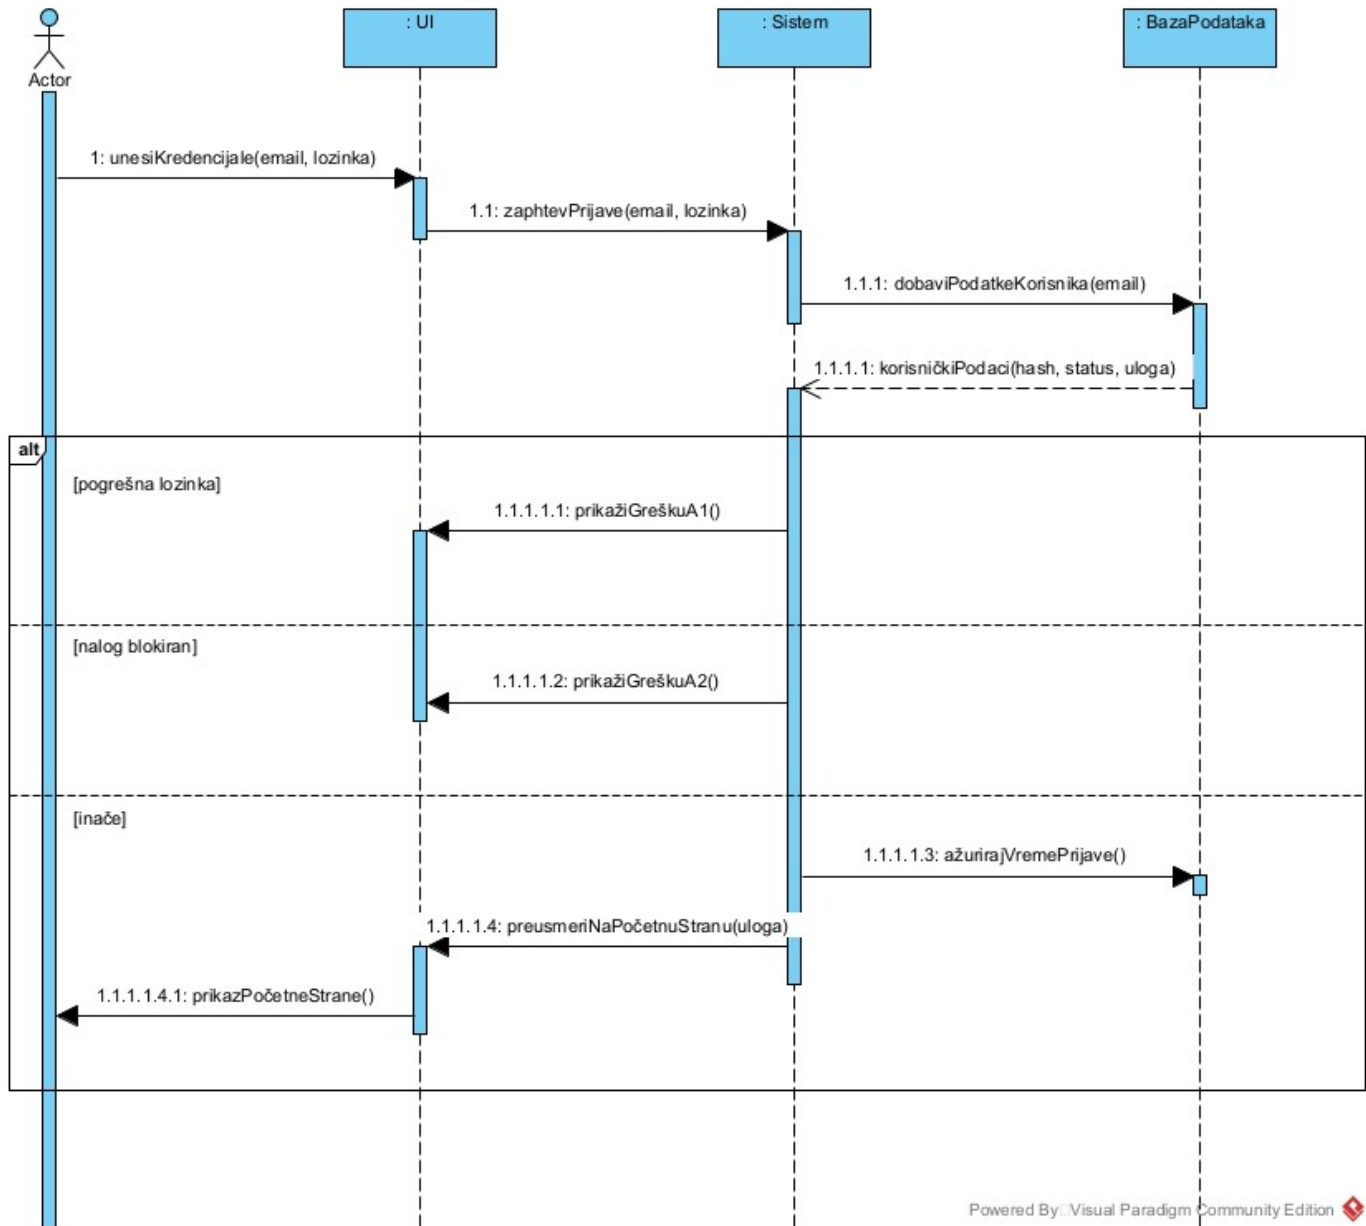 : UI
: Sistem
: BazaPodataka
Actor
1: unesiKredencijale(email, lozinka)
1.1: zaphtevPrijave(email, lozinka)
1.1.1: dobaviPodatkeKorisnika(email)
1.1.1.1: korisničkiPodaci(hash, status, uloga)
alt
[pogrešna lozinka]
1.1.1.1.1: prikažiGreškuA1()
[nalog blokiran]
1.1.1.1.2: prikažiGreškuA2()
[inače]
1.1.1.1.3: ažurirajVremePrijave()
1.1.1.1.4: preusmeriNaPočetnuStranu(uloga)
1.1.1.1.4.1: prikazPočetneStrane()
Powered By Visual Paradigm Community Edition